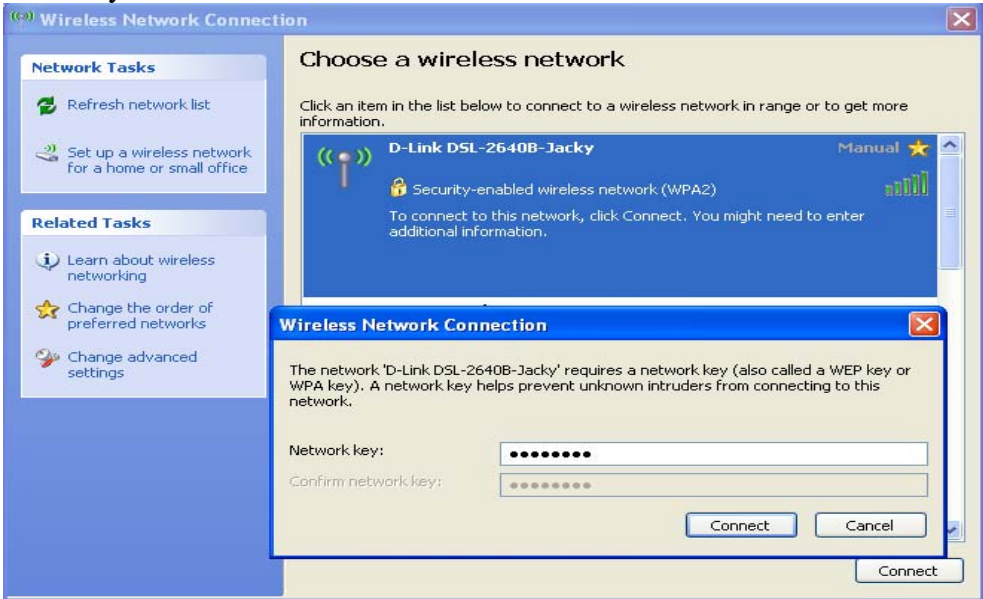 Wireless Network Connection
Network Tasks
Refresh network list
Set up a wireless network
for a home or small office
Related Tasks
Learn about wireless
networking
Change the order of
preferred networks
Change advanced
settings
Choose a wireless network
Click an item in the list below to connect to a wireless network in range or to get more
information.
D-Link DSL-2640B-Jacky
Manual
Security-enabled wireless network (WPA2)
To connect to this network, click Connect. You might need to enter
additional information.
Wireless Network Connection
The network 'D-Link DSL-2640B-Jacky' requires a network key (also called a WEP key or
WPA key). A network key helps prevent unknown intruders from connecting to this
network.
Network key: ••••••••
Confirm network key: ••••••••
Connect
Cancel
Connect